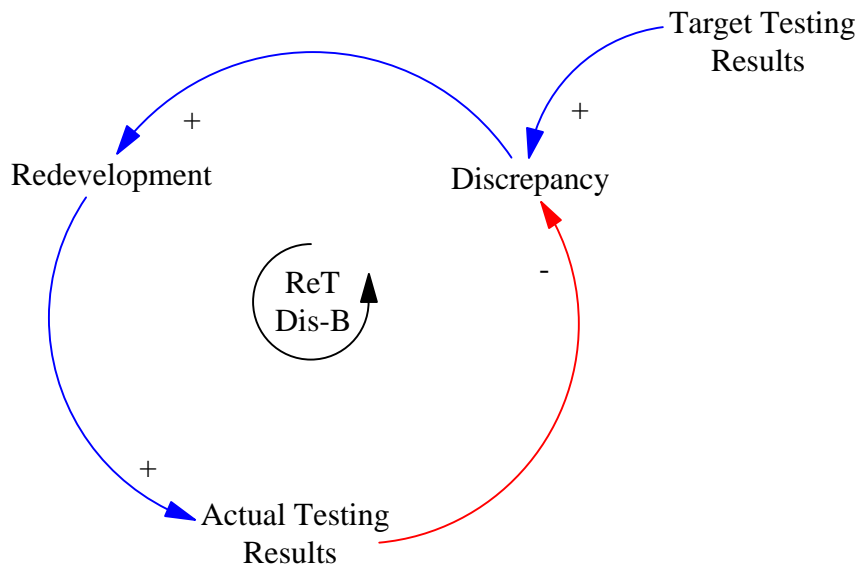 Target Testing
Results
+
+
Redevelopment
Discrepancy
-
ReT
Dis-B
+
Actual Testing
Results